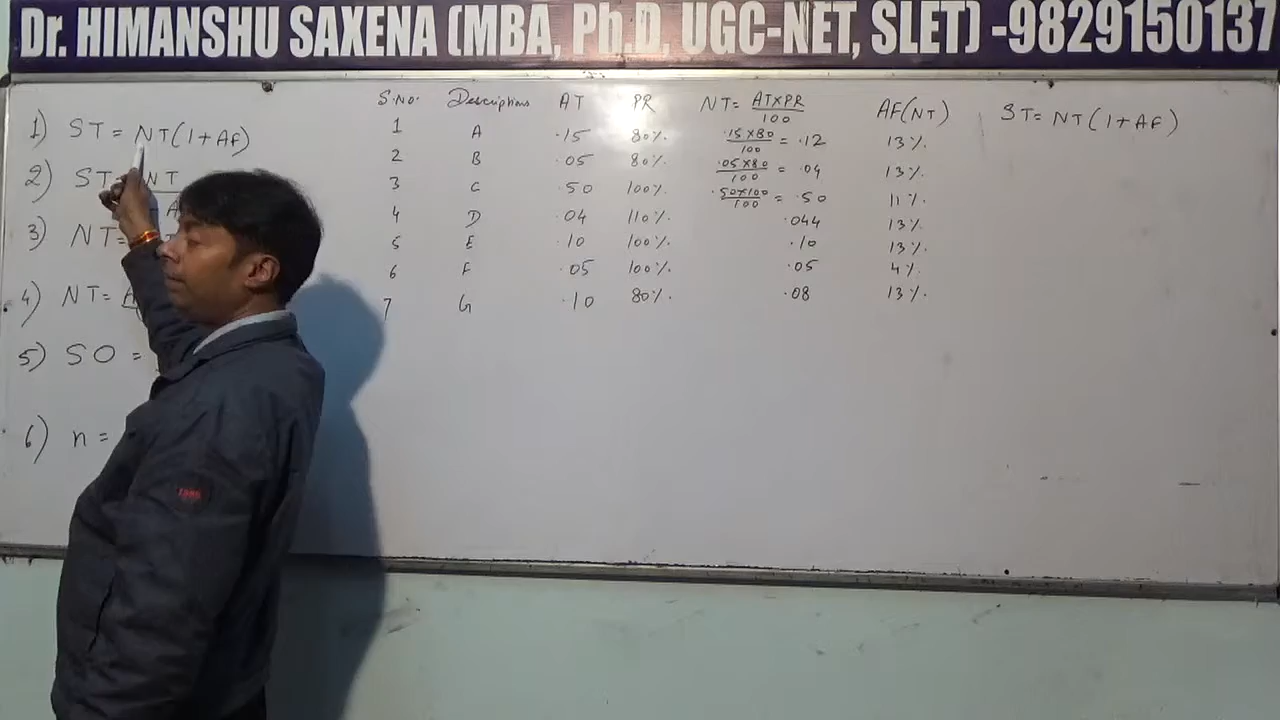 Dr. HIMANSHU SAXENA (MBA, Ph.D, UGC-NET, SLET) -9829150137
1) ST = NT(1+AF)
2) ST = NT
3) NT=
4) NT=
5) SO =
6) n =
S.No. Descriptions AT PR NT= AT×PR/100 AF(NT) ST= NT(1+AF)
1 A .15 80% .15×80/100 = .12 13%
2 B .05 80% .05×80/100 = .04 13%
3 C .50 100% .50×100/100 = .50 11%
4 D .04 110% .044 13%
5 E .10 100% .10 13%
6 F .05 100% .05 4%
7 G .10 80% .08 13%